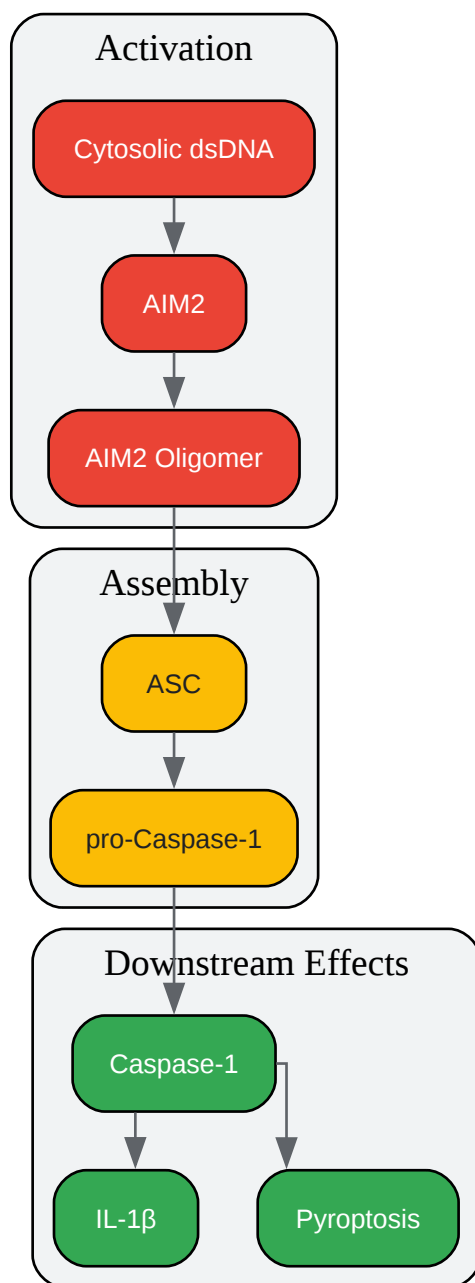 Activation
Cytosolic dsDNA
AIM2
AIM2 Oligomer
Assembly
ASC
pro-Caspase-1
Downstream Effects
Caspase-1
IL-1β
Pyroptosis